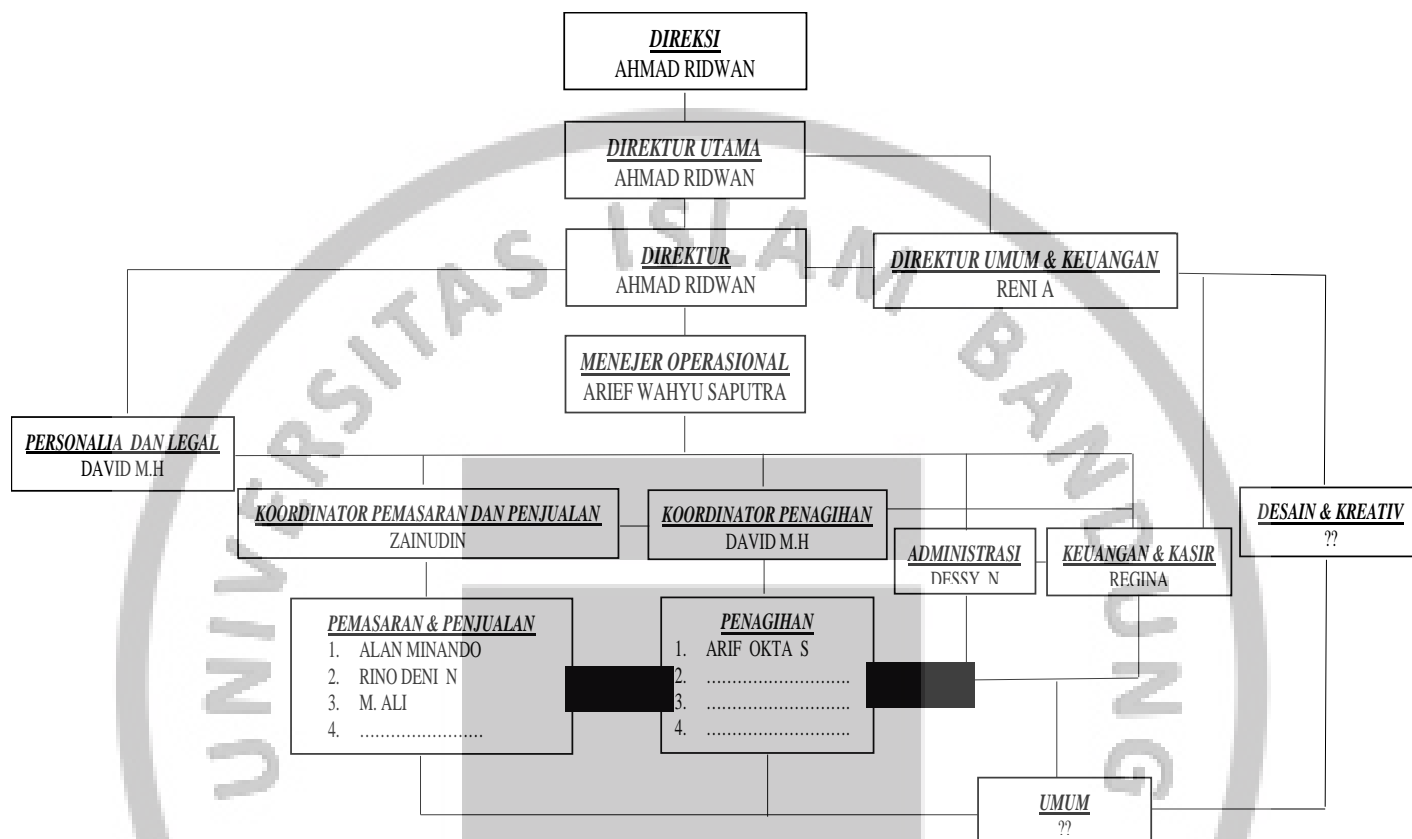 DIREKSI
AHMAD RIDWAN
DIREKTUR UTAMA
AHMAD RIDWAN
DIREKTUR
AHMAD RIDWAN
DIREKTUR UMUM & KEUANGAN
RENI A
MENEJER OPERASIONAL
ARIEF WAHYU SAPUTRA
PERSONALIA DAN LEGAL
DAVID M.H
KOORDINATOR PEMASARAN DAN PENJUALAN
ZAINUDIN
KOORDINATOR PENAGIHAN
DAVID M.H
ADMINISTRASI
DESSY N
KEUANGAN & KASIR
REGINA
DESAIN & KREATIV
??
PEMASARAN & PENJUALAN
1. ALAN MINANDO
2. RINO DENI N
3. M. ALI
4. ........................
PENAGIHAN
1. ARIF OKTA S
2. ............................
3. ............................
4. ............................
UMUM
??
UNIVERSITAS ISLAM BANDUNG